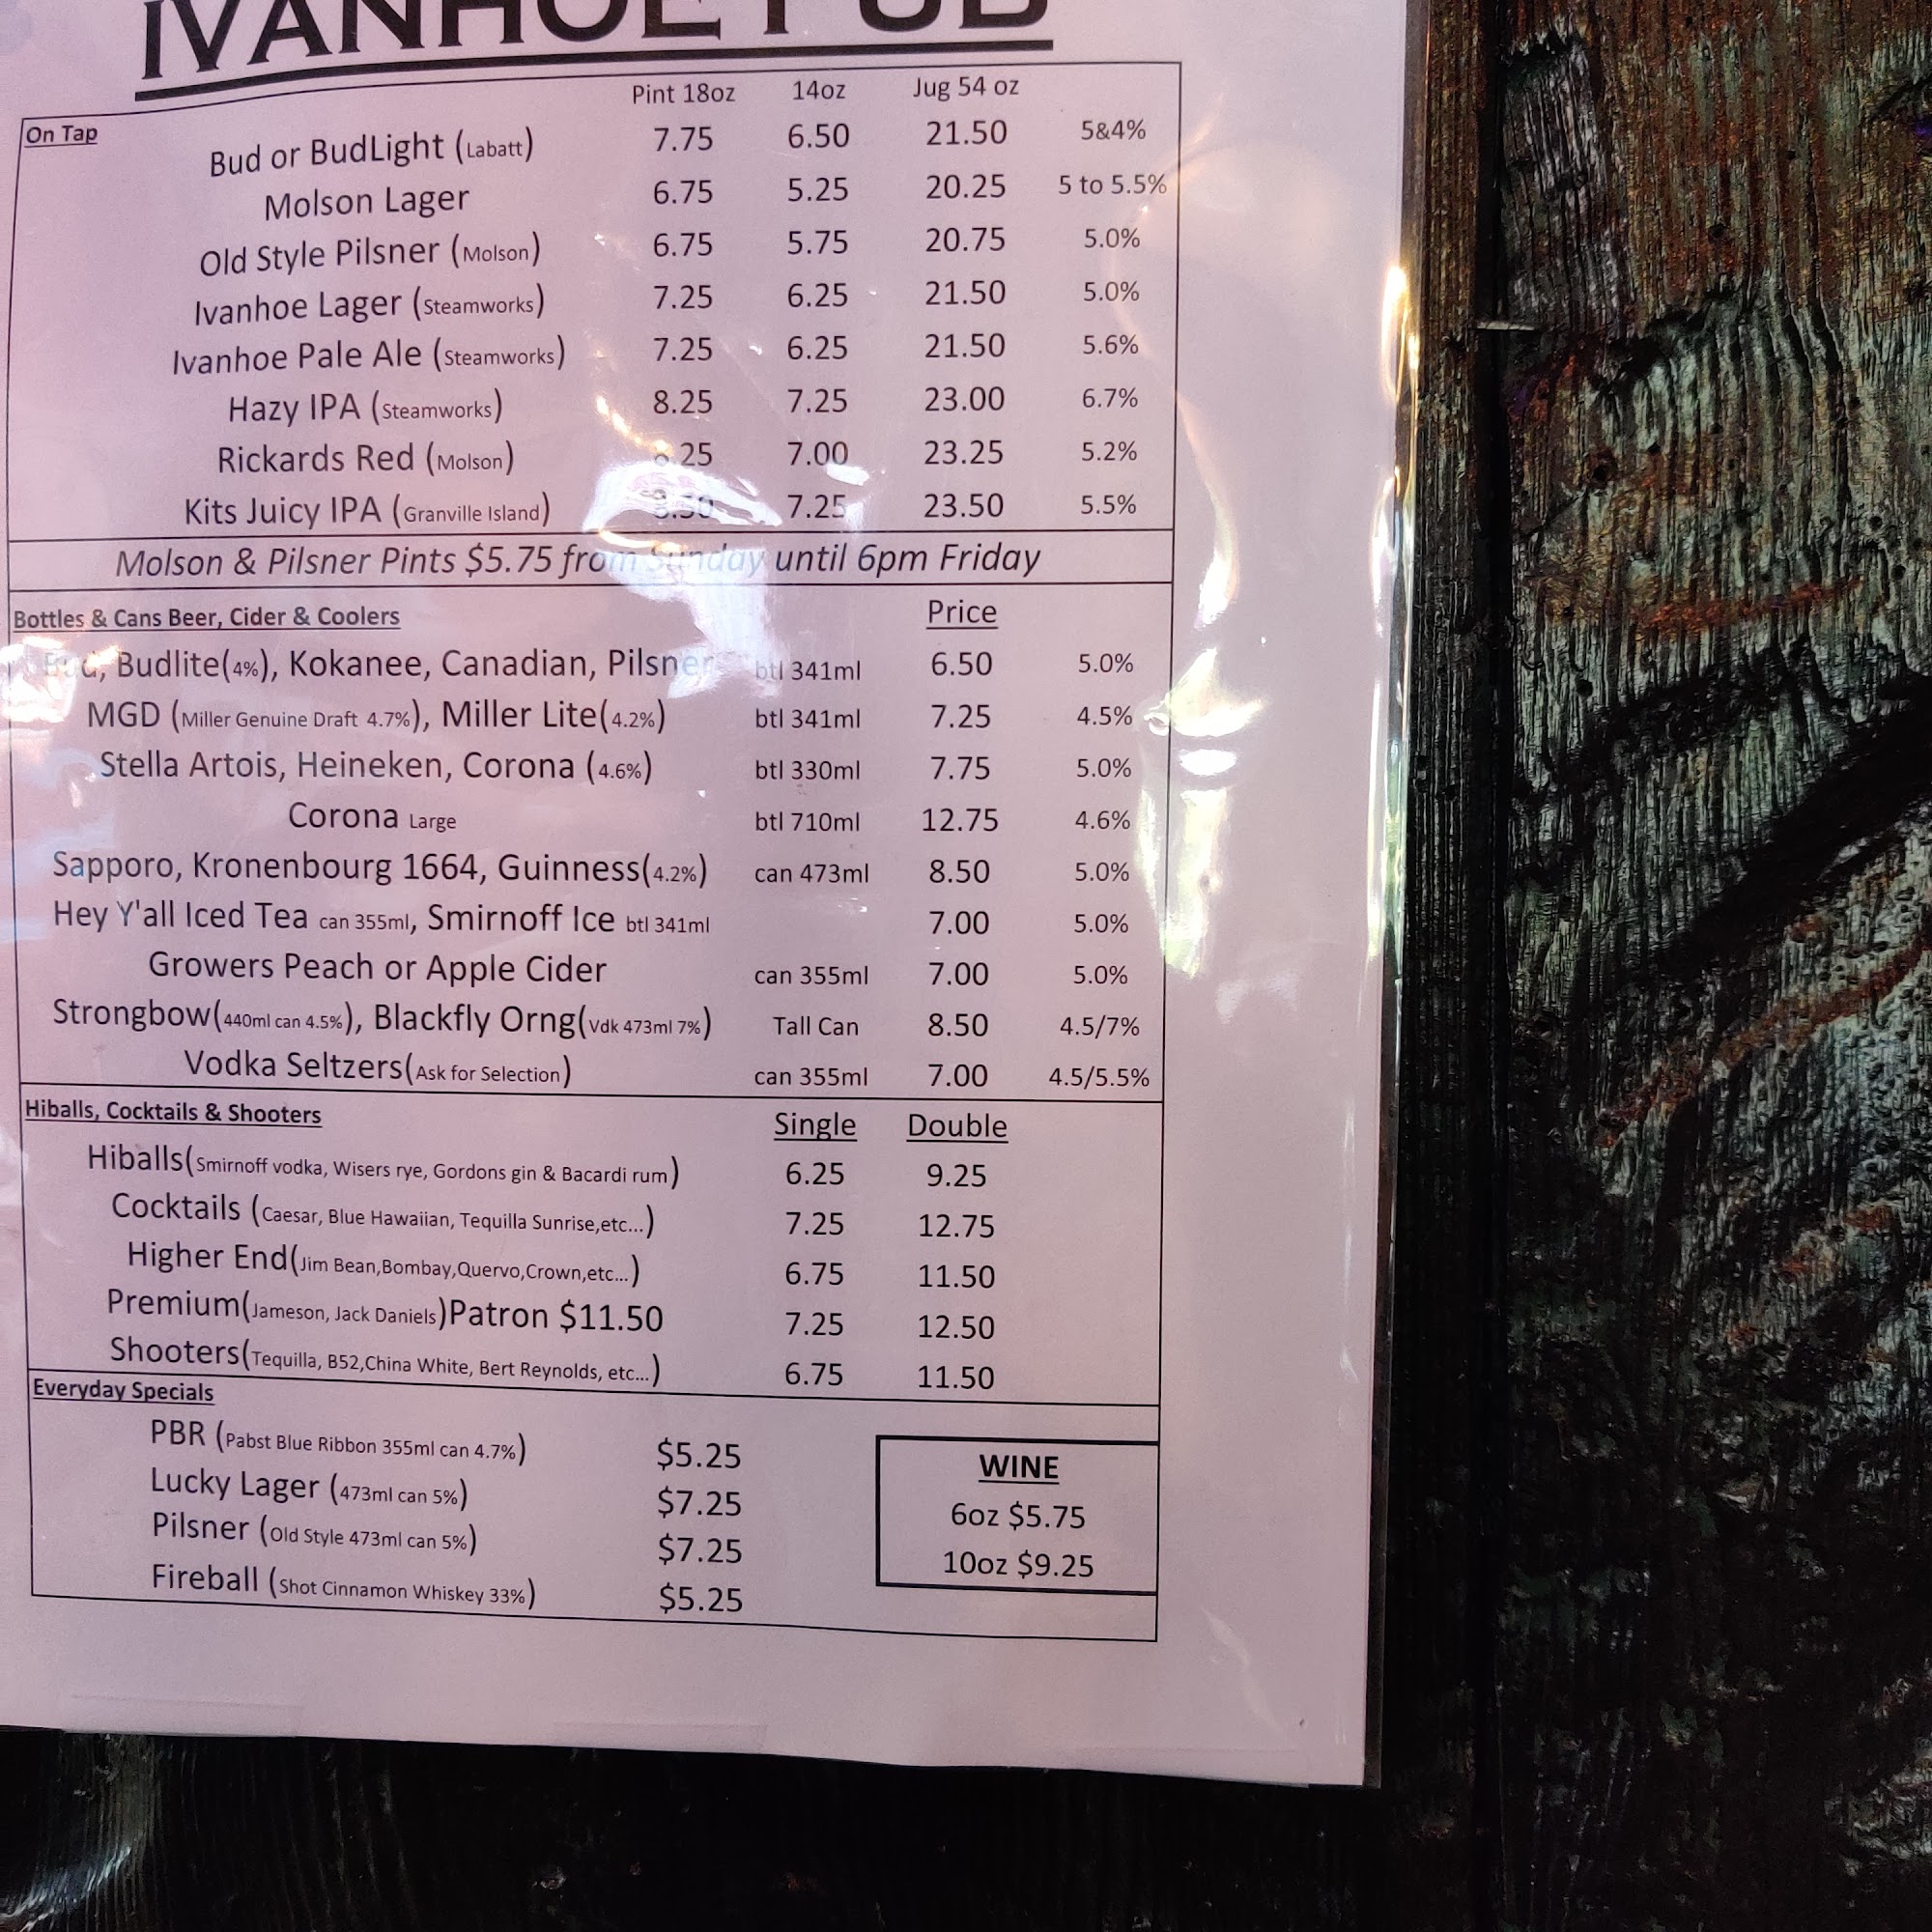 IVANHOE PUB
Pint 18oz 14oz Jug 54 oz
On Tap
Bud or BudLight (Labatt) 7.75 6.50 21.50 5&4%
Molson Lager 6.75 5.25 20.25 5 to 5.5%
Old Style Pilsner (Molson) 6.75 5.75 20.75 5.0%
Ivanhoe Lager (Steamworks) 7.25 6.25 21.50 5.0%
Ivanhoe Pale Ale (Steamworks) 7.25 6.25 21.50 5.6%
Hazy IPA (Steamworks) 8.25 7.25 23.00 6.7%
Rickards Red (Molson) 8.25 7.00 23.25 5.2%
Kits Juicy IPA (Granville Island) 8.50 7.25 23.50 5.5%
Molson & Pilsner Pints $5.75 from Sunday until 6pm Friday
Bottles & Cans Beer, Cider & Coolers Price
Bud, Budlite(4%), Kokanee, Canadian, Pilsner btl 341ml 6.50 5.0%
MGD (Miller Genuine Draft 4.7%), Miller Lite(4.2%) btl 341ml 7.25 4.5%
Stella Artois, Heineken, Corona (4.6%) btl 330ml 7.75 5.0%
Corona Large btl 710ml 12.75 4.6%
Sapporo, Kronenbourg 1664, Guinness(4.2%) can 473ml 8.50 5.0%
Hey Y'all Iced Tea can 355ml, Smirnoff Ice btl 341ml 7.00 5.0%
Growers Peach or Apple Cider can 355ml 7.00 5.0%
Strongbow(440ml can 4.5%), Blackfly Orng(Vdk 473ml 7%) Tall Can 8.50 4.5/7%
Vodka Seltzers(Ask for Selection) can 355ml 7.00 4.5/5.5%
Hiballs, Cocktails & Shooters Single Double
Hiballs(Smirnoff vodka, Wisers rye, Gordons gin & Bacardi rum) 6.25 9.25
Cocktails (Caesar, Blue Hawaiian, Tequilla Sunrise,etc...) 7.25 12.75
Higher End(Jim Bean,Bombay,Quervo,Crown,etc...) 6.75 11.50
Premium(Jameson, Jack Daniels)Patron $11.50 7.25 12.50
Shooters(Tequilla, B52,China White, Bert Reynolds, etc...) 6.75 11.50
Everyday Specials
PBR (Pabst Blue Ribbon 355ml can 4.7%) $5.25
Lucky Lager (473ml can 5%) $7.25
Pilsner (Old Style 473ml can 5%) $7.25
Fireball (Shot Cinnamon Whiskey 33%) $5.25
WINE
6oz $5.75
10oz $9.25